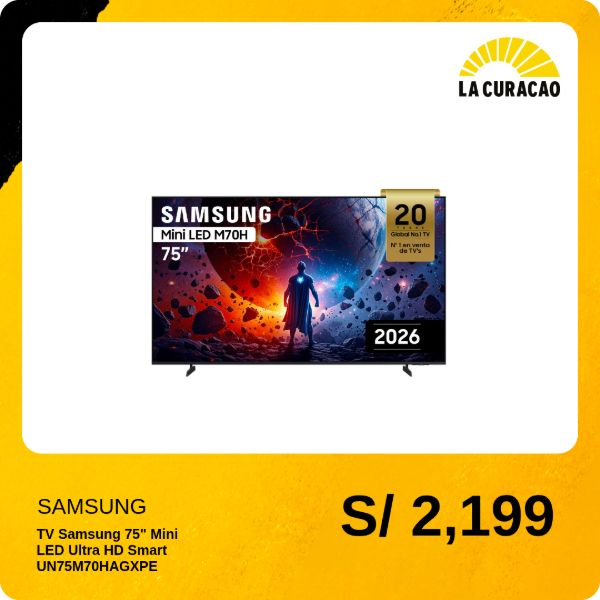 LA CURACAO
SAMSUNG
Mini LED M70H
75”
20
YEARS
Global No.1 TV
N° 1 en venta
de TV's
2026
SAMSUNG
TV Samsung 75" Mini
LED Ultra HD Smart
UN75M70HAGXPE
S/ 2,199